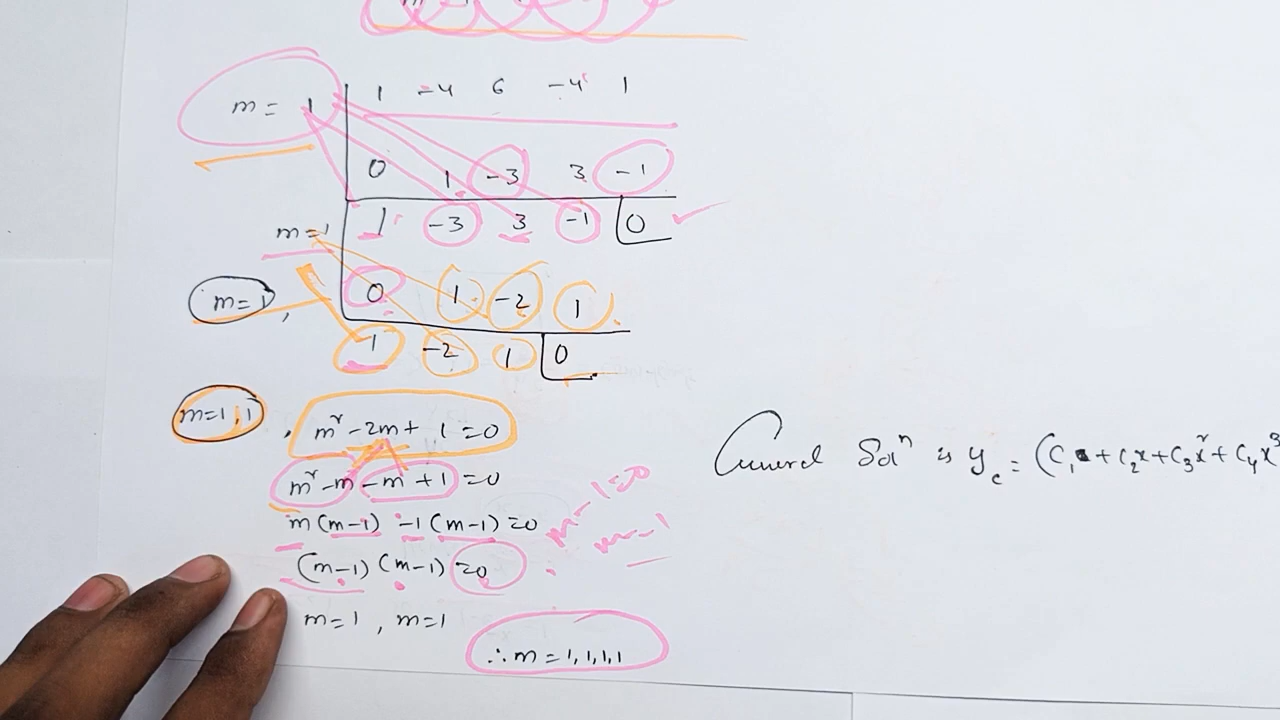 m = 1 | 1 -4 6 -4 1
0 1 -3 3 -1
m=1 1 -3 3 -1 0
m=1, 0 1 -2 1
1 -2 1 0
m=1,1 , m² - 2m + 1 = 0
m² - m - m + 1 = 0
m(m-1) -1(m-1) = 0
m-1=0
m-1
(m-1) (m-1) = 0
m=1 , m=1
∴ m = 1,1,1,1
General Solⁿ is y_c = (C₁ + C₂x + C₃x² + C₄x³